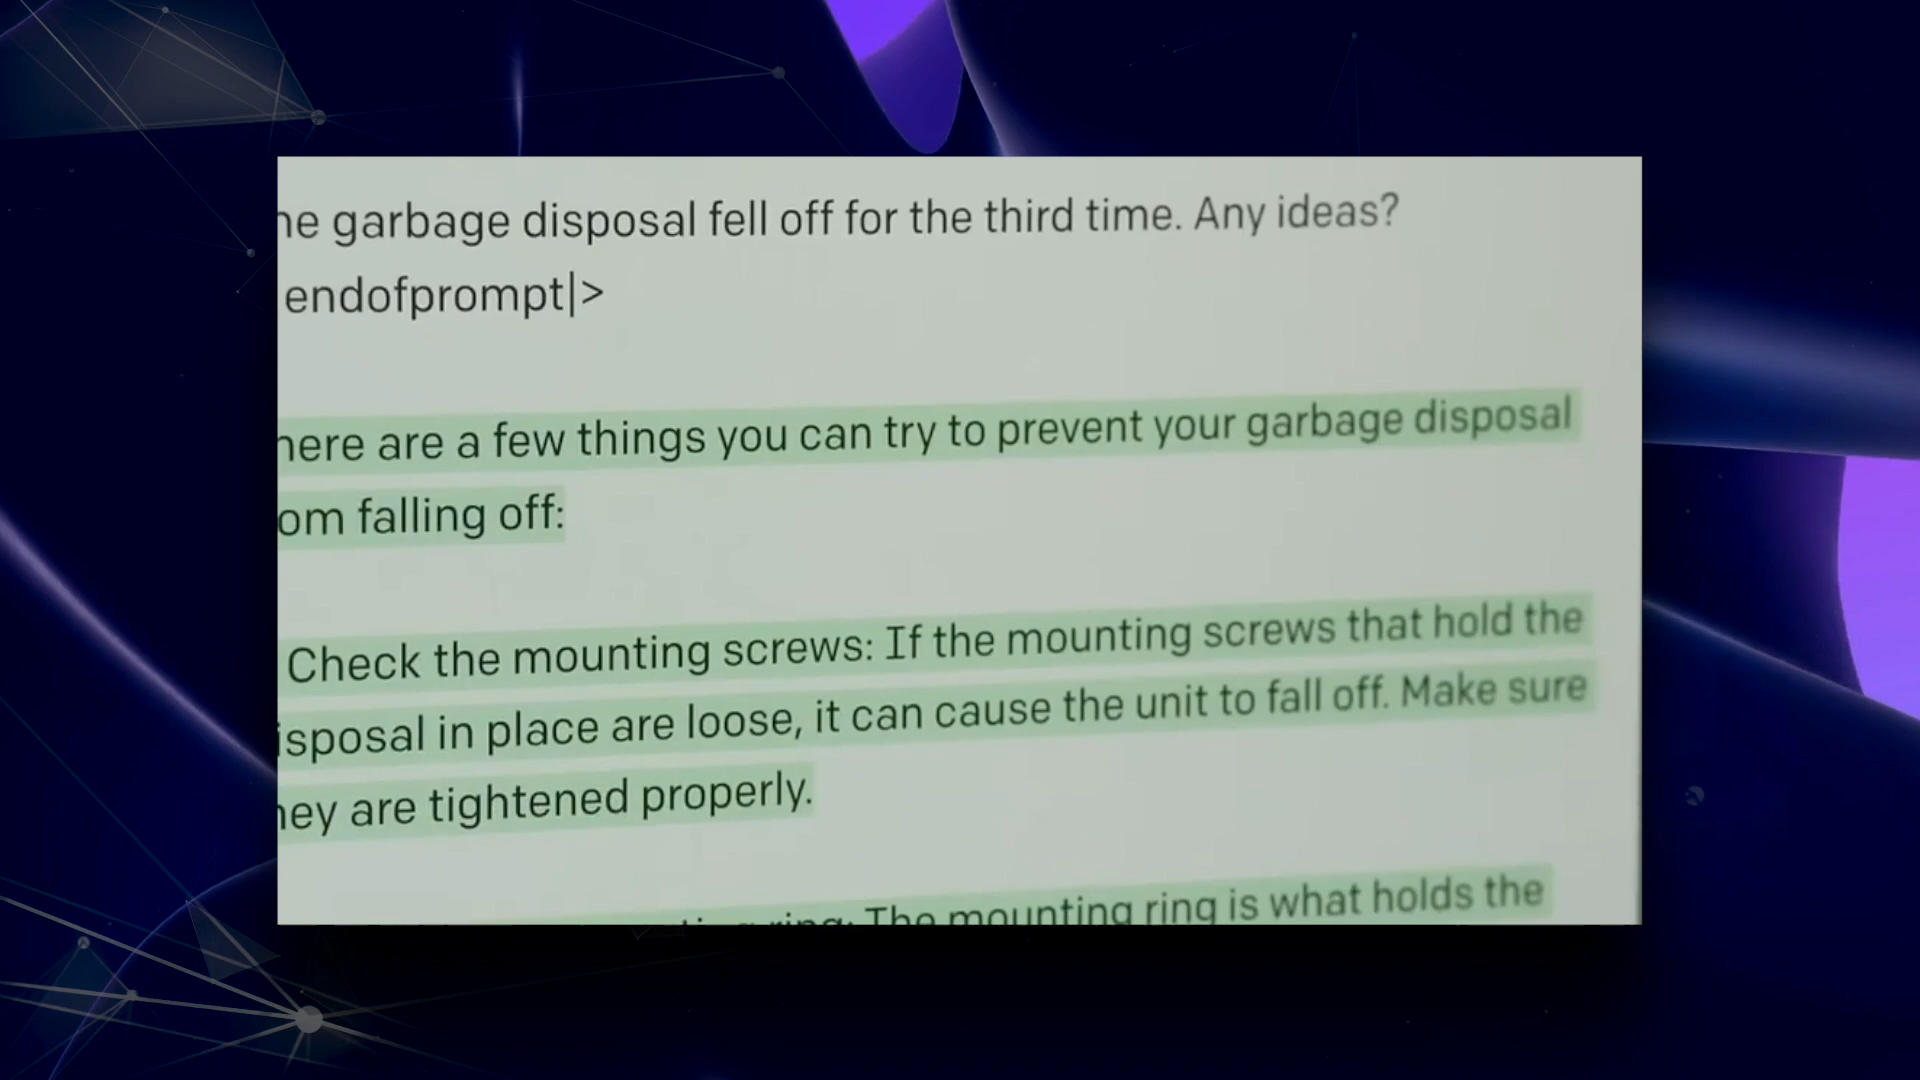 he garbage disposal fell off for the third time. Any ideas?
endofprompt|>
here are a few things you can try to prevent your garbage disposal
om falling off:
Check the mounting screws: If the mounting screws that hold the
isposal in place are loose, it can cause the unit to fall off. Make sure
hey are tightened properly.
ring: The mounting ring is what holds the